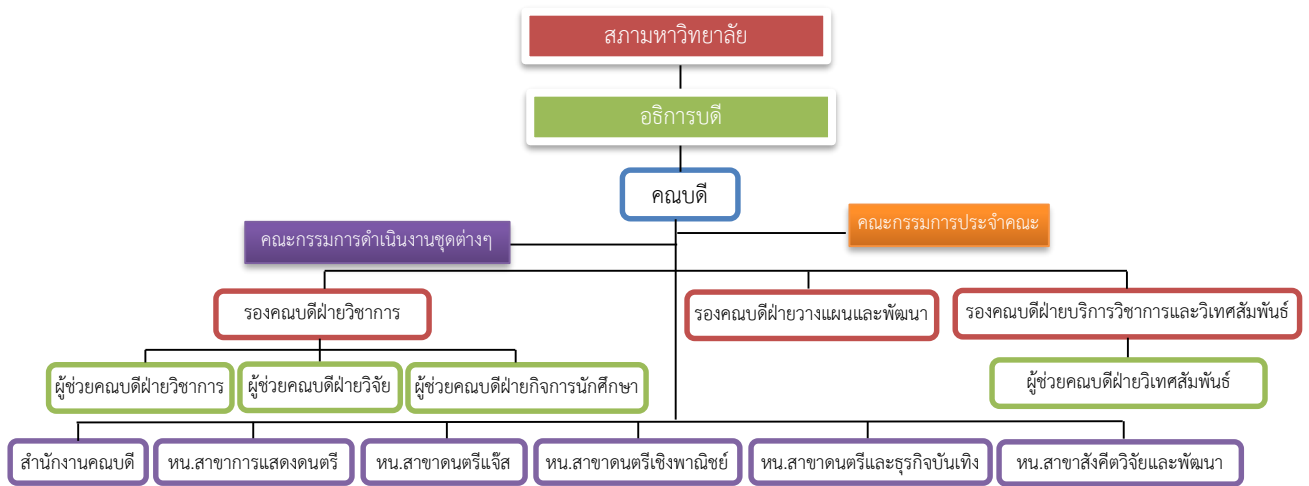 สภามหาวิทยาลัย
อธิการบดี
คณบดี
คณะกรรมการประจำคณะ
คณะกรรมการดำเนินงานชุดต่างๆ
รองคณบดีฝ่ายวิชาการ
รองคณบดีฝ่ายวางแผนและพัฒนา
รองคณบดีฝ่ายบริการวิชาการและวิเทศสัมพันธ์
ผู้ช่วยคณบดีฝ่ายวิชาการ
ผู้ช่วยคณบดีฝ่ายวิจัย
ผู้ช่วยคณบดีฝ่ายกิจการนักศึกษา
ผู้ช่วยคณบดีฝ่ายวิเทศสัมพันธ์
สำนักงานคณบดี
หน.สาขาการแสดงดนตรี
หน.สาขาดนตรีแจ๊ส
หน.สาขาดนตรีเชิงพาณิชย์
หน.สาขาดนตรีและธุรกิจบันเทิง
หน.สาขาสังคีตวิจัยและพัฒนา